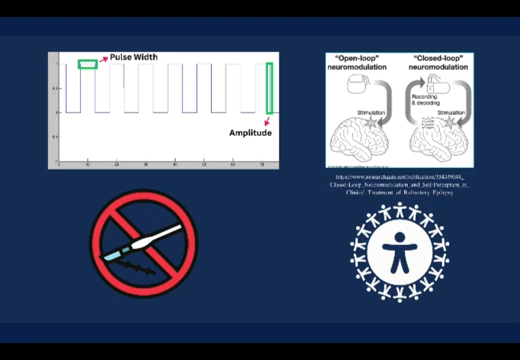 Pulse Width
Amplitude
"Open-loop" "Closed-loop"
neuromodulation neuromodulation
Recording
& decoding
Stimulation Stimulation
Closed-Loop_Neuromodulation_and_Self-Perception_in_
Clinical_Treatment_of_Refractory_Epilepsy